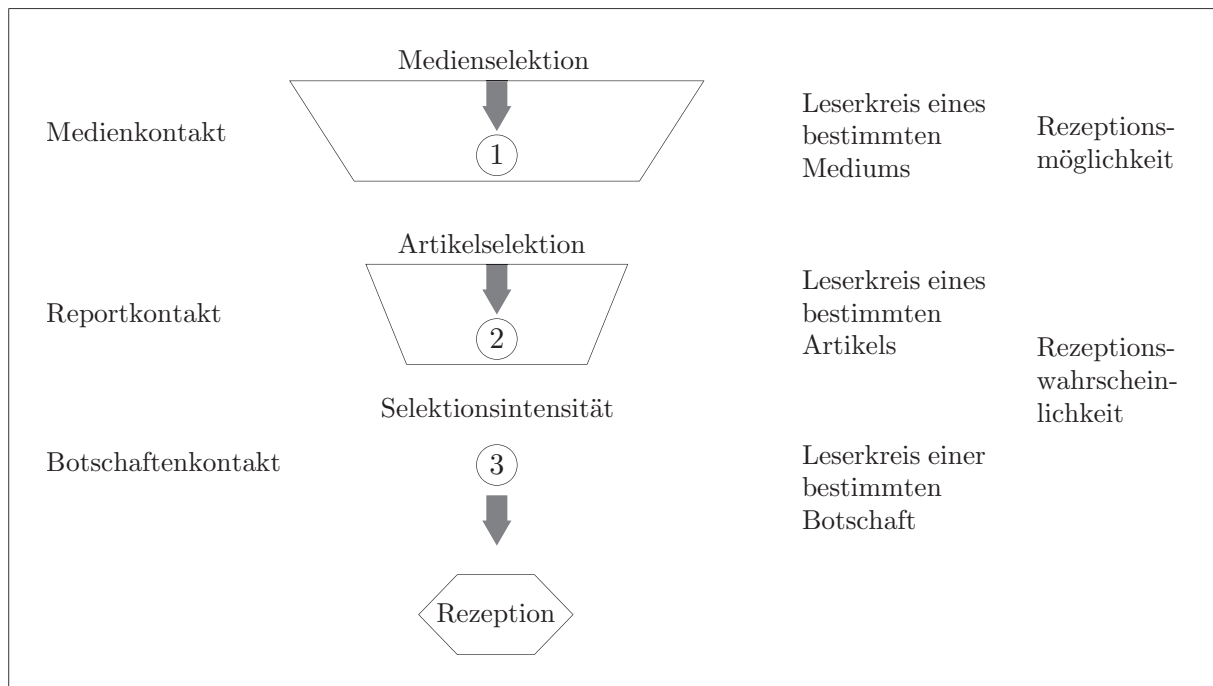 Medienselektion
Medienkontakt
1
Leserkreis eines
bestimmten
Mediums
Rezeptions-
möglichkeit
Artikelselektion
Reportkontakt
2
Leserkreis eines
bestimmten
Artikels
Rezeptions-
wahrschein-
lichkeit
Selektionsintensität
Botschaftenkontakt
3
Leserkreis einer
bestimmten
Botschaft
Rezeption